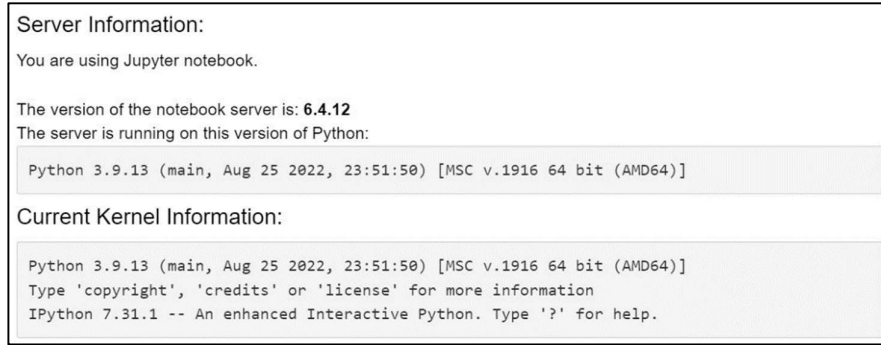 Server Information:
You are using Jupyter notebook.
The version of the notebook server is: 6.4.12
The server is running on this version of Python:
Python 3.9.13 (main, Aug 25 2022, 23:51:50) [MSC v.1916 64 bit (AMD64)]
Current Kernel Information:
Python 3.9.13 (main, Aug 25 2022, 23:51:50) [MSC v.1916 64 bit (AMD64)]
Type 'copyright', 'credits' or 'license' for more information
IPython 7.31.1 -- An enhanced Interactive Python. Type '?' for help.